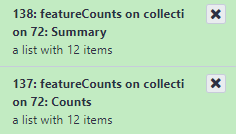 138: featureCounts on collecti
on 72: Summary
a list with 12 items
137: featureCounts on collecti
on 72: Counts
a list with 12 items